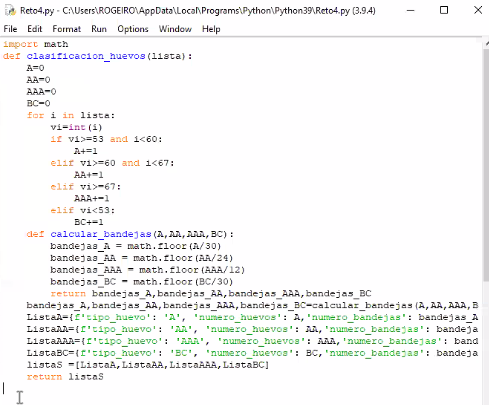 Reto4.py - C:\Users\ROGEIRO\AppData\Local\Programs\Python\Python39\Reto4.py (3.9.4)
File Edit Format Run Options Window Help
import math
def clasificacion_huevos(lista):
    A=0
    AA=0
    AAA=0
    BC=0
    for i in lista:
        vi=int(i)
        if vi>=53 and i<60:
            A+=1
        elif vi>=60 and i<67:
            AA+=1
        elif vi>=67:
            AAA+=1
        elif vi<53:
            BC+=1
    def calcular_bandejas(A,AA,AAA,BC):
        bandejas_A = math.floor(A/30)
        bandejas_AA = math.floor(AA/24)
        bandejas_AAA = math.floor(AAA/12)
        bandejas_BC = math.floor(BC/30)
        return bandejas_A,bandejas_AA,bandejas_AAA,bandejas_BC
    bandejas_A,bandejas_AA,bandejas_AAA,bandejas_BC=calcular_bandejas(A,AA,AAA,B
    ListaA={f'tipo_huevo': 'A', 'numero_huevos': A,'numero_bandejas': bandejas_A
    ListaAA={f'tipo_huevo': 'AA', 'numero_huevos': AA,'numero_bandejas': bandeja
    ListaAAA={f'tipo_huevo': 'AAA', 'numero_huevos': AAA,'numero_bandejas': band
    ListaBC={f'tipo_huevo': 'BC', 'numero_huevos': BC,'numero_bandejas': bandeja
    listaS =[ListaA,ListaAA,ListaAAA,ListaBC]
    return listaS